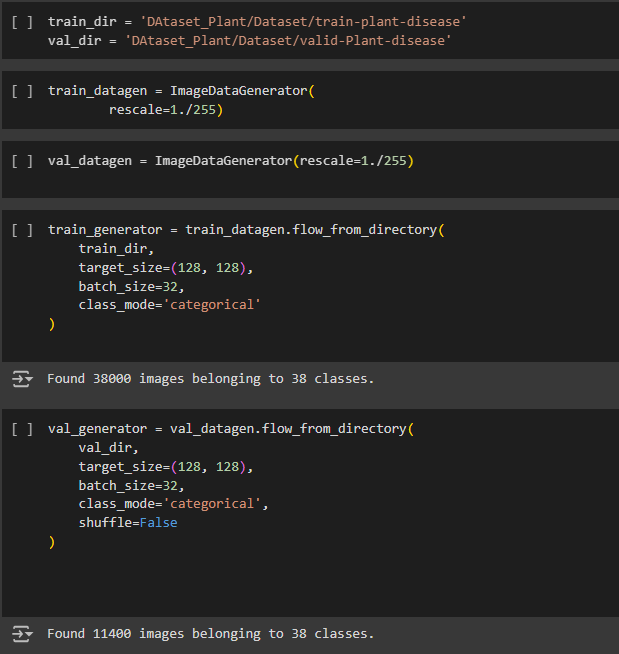 [ ] train_dir = 'DAtaset_Plant/Dataset/train-plant-disease'
val_dir = 'DAtaset_Plant/Dataset/valid-Plant-disease'
[ ] train_datagen = ImageDataGenerator(
rescale=1./255)
[ ] val_datagen = ImageDataGenerator(rescale=1./255)
[ ] train_generator = train_datagen.flow_from_directory(
train_dir,
target_size=(128, 128),
batch_size=32,
class_mode='categorical'
)
Found 38000 images belonging to 38 classes.
[ ] val_generator = val_datagen.flow_from_directory(
val_dir,
target_size=(128, 128),
batch_size=32,
class_mode='categorical',
shuffle=False
)
Found 11400 images belonging to 38 classes.